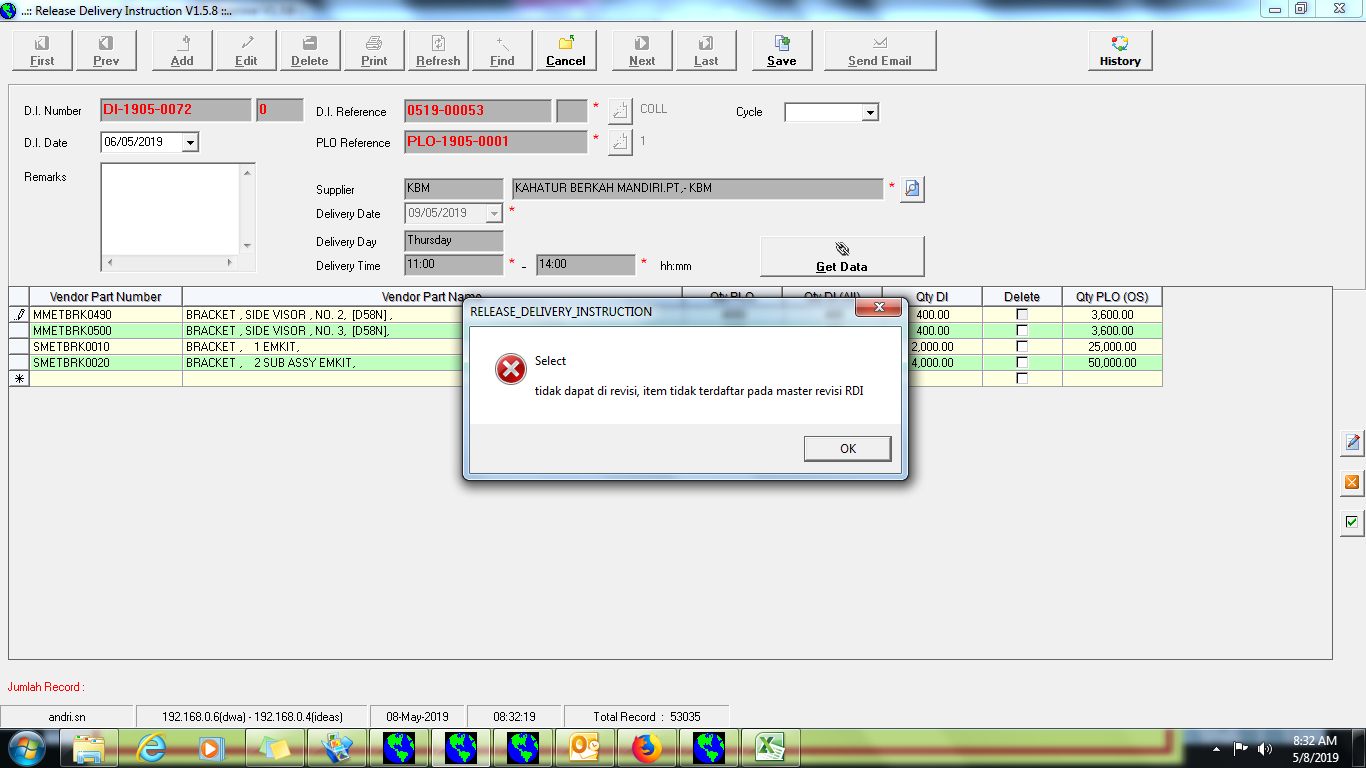 ..:: Release Delivery Instruction V1.5.8 ::..
First Prev Add Edit Delete Print Refresh Find Cancel Next Last Save Send Email History
D.I. Number DI-1905-0072 0 D.I. Reference 0519-00053 * COLL Cycle
D.I. Date 06/05/2019 PLO Reference PLO-1905-0001 * 1
Remarks
Supplier KBM KAHATUR BERKAH MANDIRI.PT,- KBM *
Delivery Date 09/05/2019 *
Delivery Day Thursday
Delivery Time 11:00 * - 14:00 * hh:mm
Get Data
Vendor Part Number Vendor Part Name Qty PLO Qty DI (All) Qty DI Delete Qty PLO (OS)
MMETBRK0490 BRACKET , SIDE VISOR , NO. 2, [D58N] , 400.00 3,600.00
MMETBRK0500 BRACKET , SIDE VISOR , NO. 3, [D58N], 400.00 3,600.00
SMETBRK0010 BRACKET , 1 EMKIT, 2,000.00 25,000.00
SMETBRK0020 BRACKET , 2 SUB ASSY EMKIT, 4,000.00 50,000.00
RELEASE_DELIVERY_INSTRUCTION
Select
tidak dapat di revisi, item tidak terdaftar pada master revisi RDI
OK
Jumlah Record :
andri.sn 192.168.0.6(dwa) - 192.168.0.4(ideas) 08-May-2019 08:32:19 Total Record : 53035
8:32 AM
5/8/2019